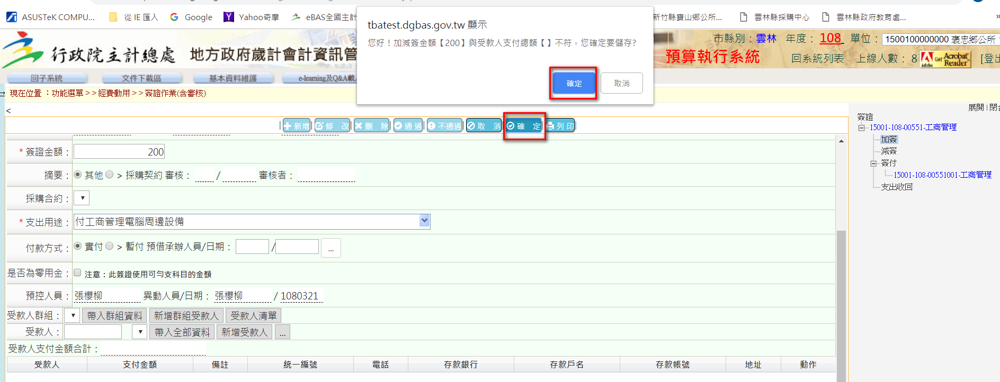 ASUSTeK COMPU...
從 IE 匯入
Google
Yahoo奇摩
eBAS全國主計
新竹縣寶山鄉公所...
雲林縣採購中心
雲林縣政府教育處...
»
tbatest.dgbas.gov.tw 顯示
您好！加減簽金額【200】與受款人支付總額【 】不符，您確定要儲存?
確定
取消
行政院主計總處
地方政府歲計會計資訊管
市縣別：雲林 年度：108 單位：1500100000000 褒忠鄉公所
預算執行系統
回系統列表 上線人數：8
Get Acrobat Reader
Adobe
[登出
回子系統
文件下載區
基本資料維護
e-learning及Q&A載
現在位置 ：功能選單>>經費動用>>簽證作業(含審核)
<
展開 | 閉合
| 新增 | 修 改 | 刪 除 | 通過 | 不通過 | 取 消 | 確 定 | 列印 |
簽證
15001-108-00551-工商管理
加簽
減簽
簽付
15001-108-00551001-工商管理
支出收回
* 簽證金額： 200
摘要： 其他 > 採購契約 審核： / 審核者：
採購合約：
* 支出用途： 付工商管理電腦周邊設備
付款方式： 實付 > 暫付 預借承辦人員/日期： / ...
是否為零用金： 注意：此簽證使用可勻支科目的金額
預控人員： 張櫻柳 異動人員/日期： 張櫻柳 / 1080321
受款人群組： 帶入群組資料 新增群組受款人 受款人清單
受款人： 帶入全部資料 新增受款人 ...
受款人支付金額合計：
受款人 支付金額 備註 統一編號 電話 存款銀行 存款戶名 存款帳號 地址 動作